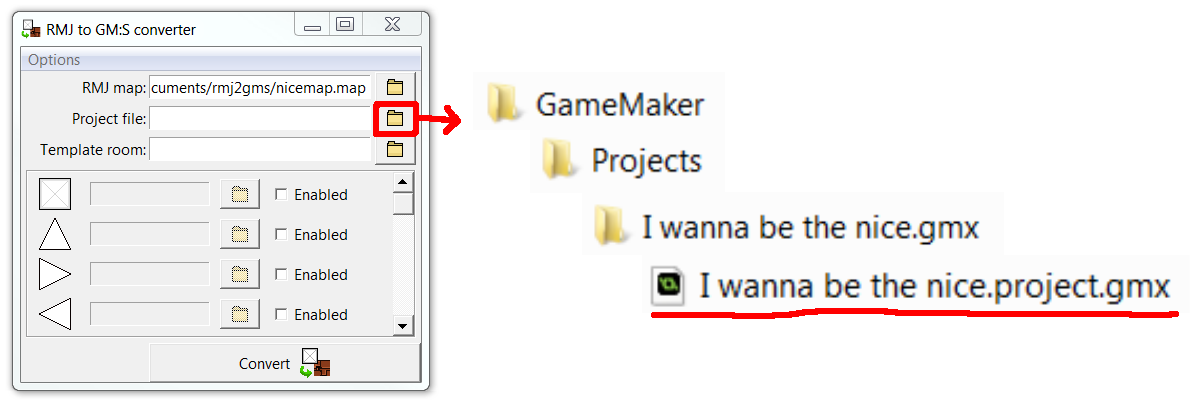 RMJ to GM:S converter
Options
RMJ map: cuments/rmj2gms/nicemap.map
Project file:
Template room:
Enabled
Enabled
Enabled
Enabled
Convert
GameMaker
Projects
I wanna be the nice.gmx
I wanna be the nice.project.gmx